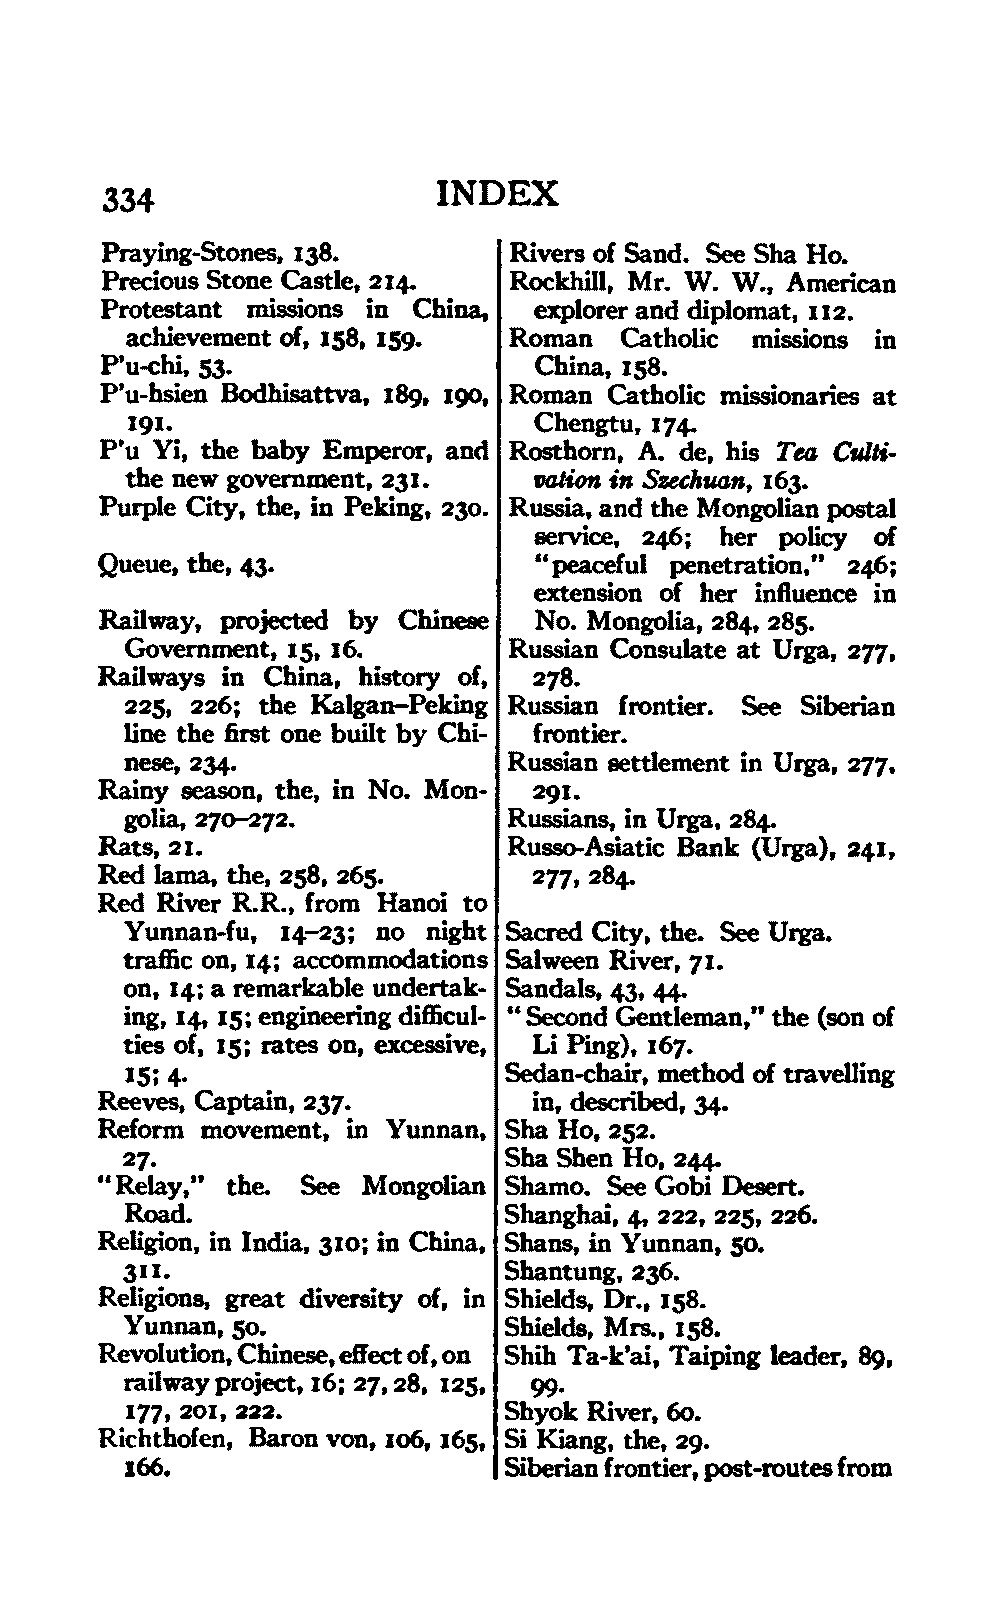 334
INDEX
Praying-Stones, 138.
Precious Stone Castle, 214.
Protestant missions in China,
achievement of, 158, 159.
P'u-chi, 53.
P'u-hsien Bodhisattva, 189, 190,
191.
P'u Yi, the baby Emperor, and
the new government, 231.
Purple City, the, in Peking, 230.
Queue, the, 43.
Railway, projected by Chinese
Government, 15, 16.
Railways in China, history of,
225, 226; the Kalgan–Peking
line the first one built by Chi-
nese, 234.
Rainy season, the, in No. Mon-
golia, 270–272.
Rats, 21.
Red lama, the, 258, 265.
Red River R.R., from Hanoi to
Yunnan-fu, 14–23; no night
traffic on, 14; accommodations
on, 14; a remarkable undertak-
ing, 14, 15; engineering difficul-
ties of, 15; rates on, excessive,
15; 4.
Reeves, Captain, 237.
Reform movement, in Yunnan,
27.
"Relay," the. See Mongolian
Road.
Religion, in India, 310; in China,
311.
Religions, great diversity of, in
Yunnan, 50.
Revolution, Chinese, effect of, on
railway project, 16; 27, 28, 125,
177, 201, 222.
Richthofen, Baron von, 106, 165,
166.
Rivers of Sand. See Sha Ho.
Rockhill, Mr. W. W., American
explorer and diplomat, 112.
Roman Catholic missions in
China, 158.
Roman Catholic missionaries at
Chengtu, 174.
Rosthorn, A. de, his Tea Culti-
vation in Szechuan, 163.
Russia, and the Mongolian postal
service, 246; her policy of
"peaceful penetration," 246;
extension of her influence in
No. Mongolia, 284, 285.
Russian Consulate at Urga, 277,
278.
Russian frontier. See Siberian
frontier.
Russian settlement in Urga, 277,
291.
Russians, in Urga, 284.
Russo-Asiatic Bank (Urga), 241,
277, 284.
Sacred City, the. See Urga.
Salween River, 71.
Sandals, 43, 44.
"Second Gentleman," the (son of
Li Ping), 167.
Sedan-chair, method of travelling
in, described, 34.
Sha Ho, 252.
Sha Shen Ho, 244.
Shamo. See Gobi Desert.
Shanghai, 4, 222, 225, 226.
Shans, in Yunnan, 50.
Shantung, 236.
Shields, Dr., 158.
Shields, Mrs., 158.
Shih Ta-k'ai, Taiping leader, 89,
99.
Shyok River, 60.
Si Kiang, the, 29.
Siberian frontier, post-routes from